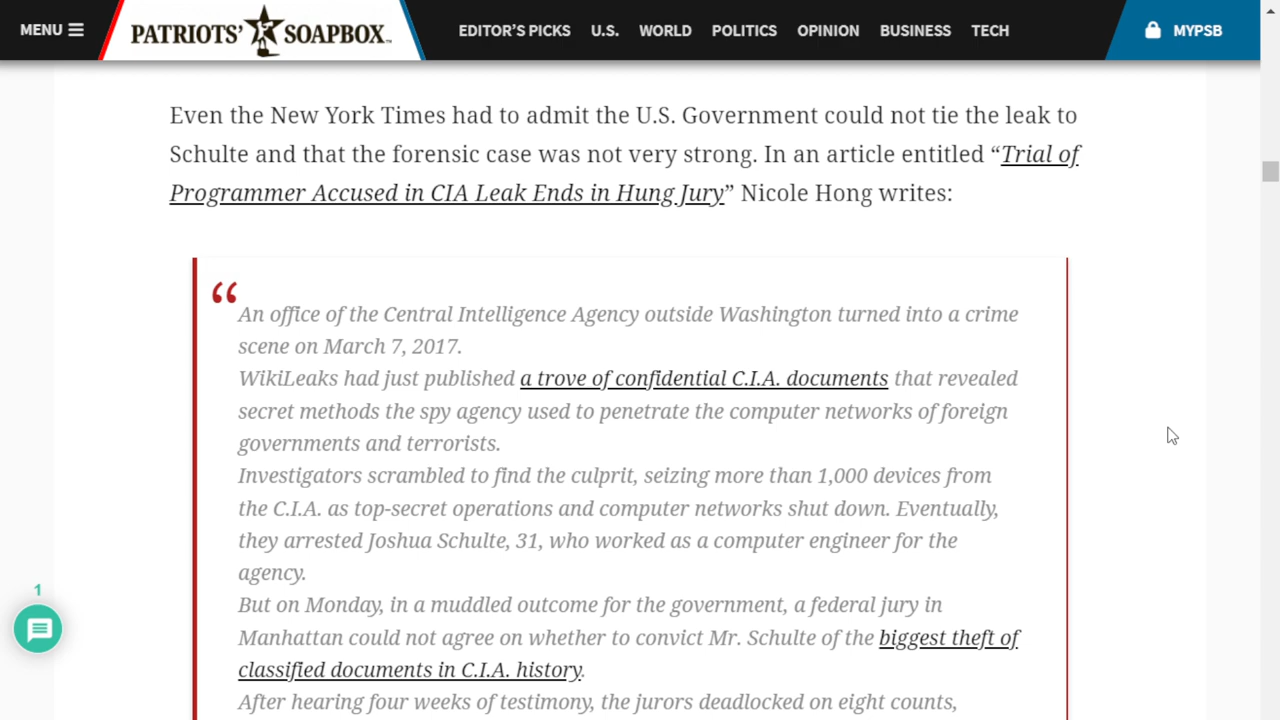 MENU
PATRIOTS' SOAPBOX
EDITOR'S PICKS U.S. WORLD POLITICS OPINION BUSINESS TECH
MYPSB
Even the New York Times had to admit the U.S. Government could not tie the leak to
Schulte and that the forensic case was not very strong. In an article entitled “Trial of
Programmer Accused in CIA Leak Ends in Hung Jury” Nicole Hong writes:
“
An office of the Central Intelligence Agency outside Washington turned into a crime
scene on March 7, 2017.
WikiLeaks had just published a trove of confidential C.I.A. documents that revealed
secret methods the spy agency used to penetrate the computer networks of foreign
governments and terrorists.
Investigators scrambled to find the culprit, seizing more than 1,000 devices from
the C.I.A. as top-secret operations and computer networks shut down. Eventually,
they arrested Joshua Schulte, 31, who worked as a computer engineer for the
agency.
1
But on Monday, in a muddled outcome for the government, a federal jury in
Manhattan could not agree on whether to convict Mr. Schulte of the biggest theft of
classified documents in C.I.A. history.
After hearing four weeks of testimony, the jurors deadlocked on eight counts,